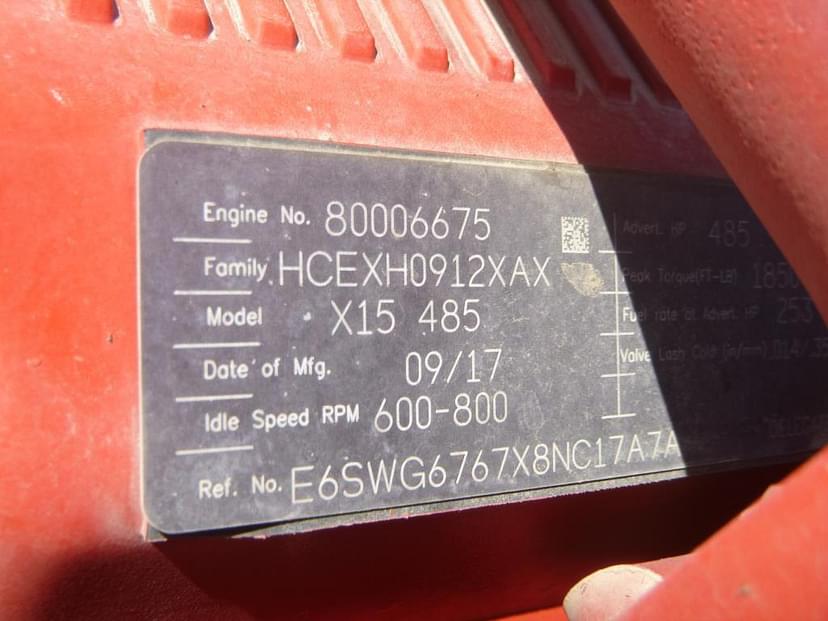 Engine No. 80006675
Family HCEXH0912XAX
Model X15 485
Date of Mfg. 09/17
Idle Speed RPM 600-800
Ref. No. E6SWG6767X8NC17A7A
Advert. HP 485
Peak Torque(FT-LB)
Fuel rate at Advert. HP
Valve Lash Cold (in/mm)